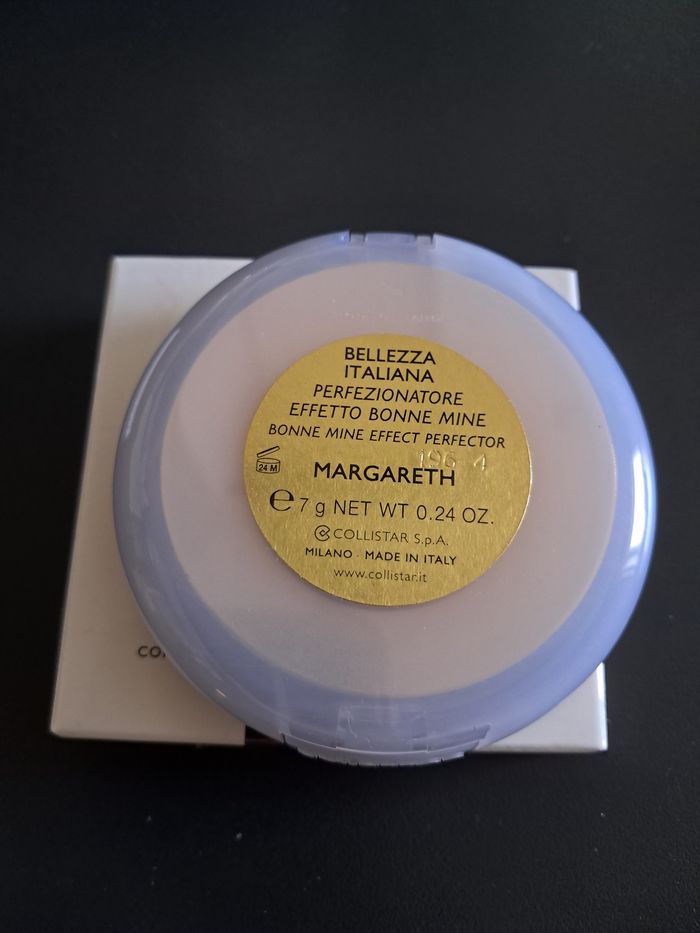 BELLEZZA
ITALIANA
PERFEZIONATORE
EFFETTO BONNE MINE
BONNE MINE EFFECT PERFECTOR
24 M
MARGARETH
e 7 g NET WT 0.24 OZ.
COLLISTAR S.p.A.
MILANO · MADE IN ITALY
www.collistar.it